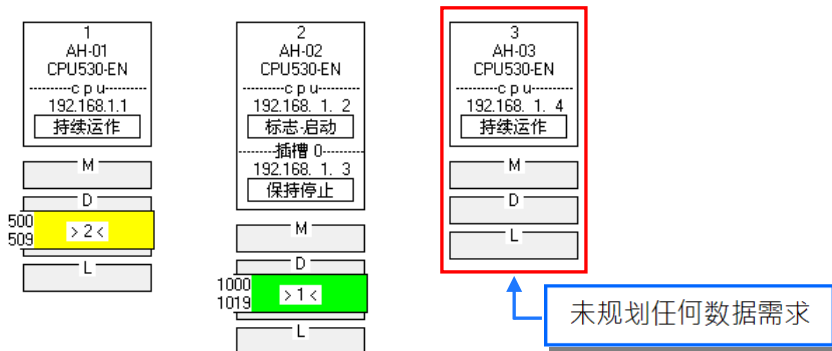 1
AH-01
CPU530-EN
--------c p u--------
192.168.1.1
持续运作
M
D
500
509
> 2 <
L
2
AH-02
CPU530-EN
--------c p u--------
192.168. 1. 2
标志-启动
--------插槽 0--------
192.168. 1. 3
保持停止
M
D
1000
1019
> 1 <
L
3
AH-03
CPU530-EN
--------c p u--------
192.168. 1. 4
持续运作
M
D
L
未规划任何数据需求